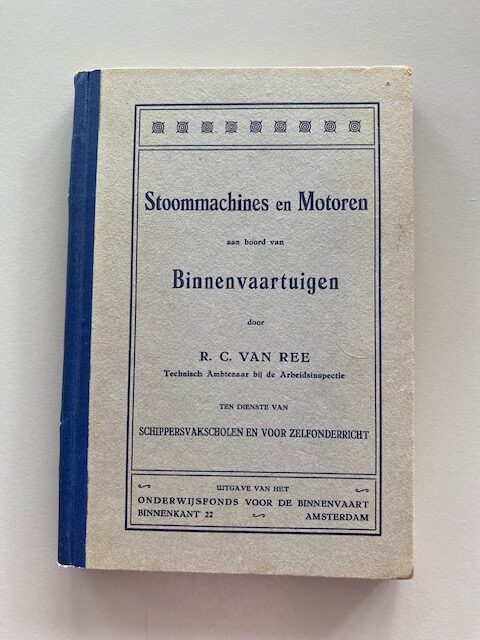 Stoommachines en Motoren
aan boord van
Binnenvaartuigen
door
R. C. VAN REE
Technisch Ambtenaar bij de Arbeidsinspectie
TEN DIENSTE VAN
SCHIPPERSVAKSCHOLEN EN VOOR ZELFONDERRICHT
UITGAVE VAN HET
ONDERWIJSFONDS VOOR DE BINNENVAART
BINNENKANT 22 AMSTERDAM